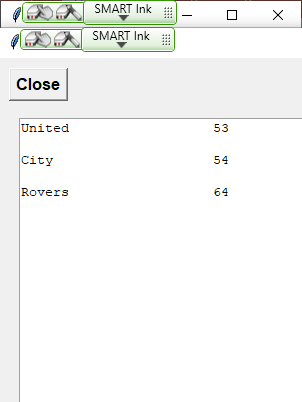 SMART Ink
SMART Ink
Close
United 53
City 54
Rovers 64